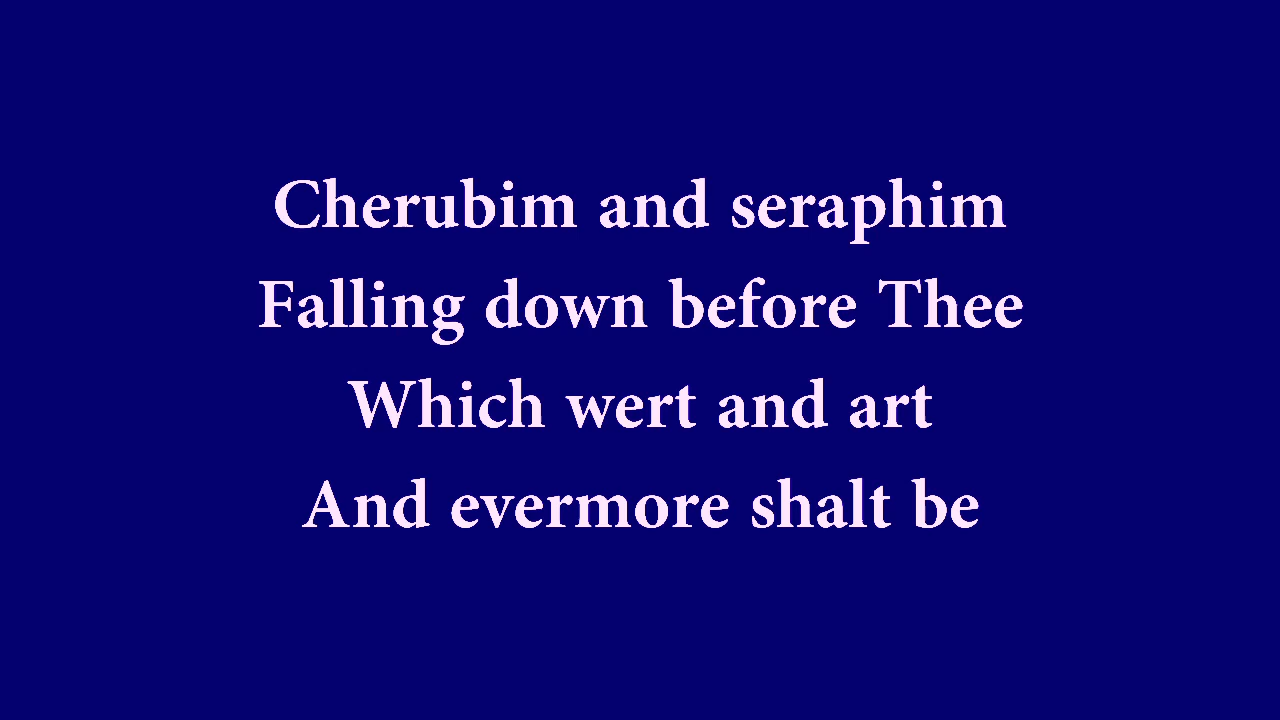 Cherubim and seraphim
Falling down before Thee
Which wert and art
And evermore shalt be